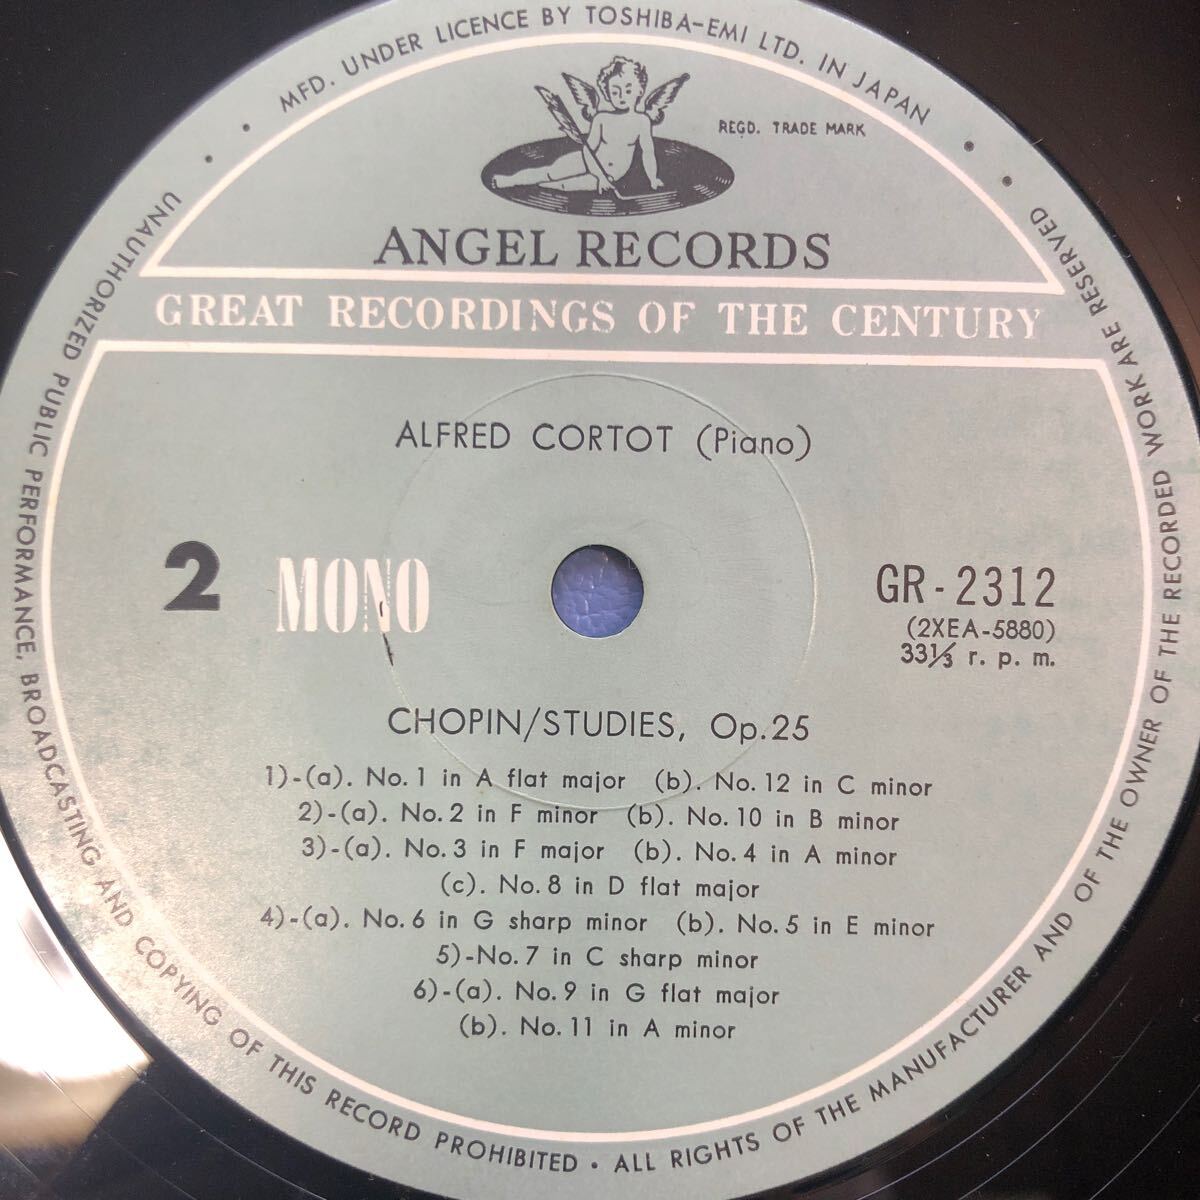 MFD. UNDER LICENCE BY TOSHIBA-EMI LTD. IN JAPAN
REGD. TRADE MARK
ANGEL RECORDS
GREAT RECORDINGS OF THE CENTURY
ALFRED CORTOT (Piano)
2 MONO
GR-2312
(2XEA-5880)
33⅓ r. p. m.
CHOPIN/STUDIES, Op.25
1)-(a). No.1 in A flat major (b). No.12 in C minor
2)-(a). No.2 in F minor (b). No.10 in B minor
3)-(a). No.3 in F major (b). No.4 in A minor
(c). No.8 in D flat major
4)-(a). No.6 in G sharp minor (b). No.5 in E minor
5)-No.7 in C sharp minor
6)-(a). No.9 in G flat major
(b). No.11 in A minor
UNAUTHORIZED PUBLIC PERFORMANCE, BROADCASTING AND COPYING OF THIS RECORD PROHIBITED • ALL RIGHTS OF THE MANUFACTURER AND OF THE OWNER OF THE RECORDED WORK ARE RESERVED